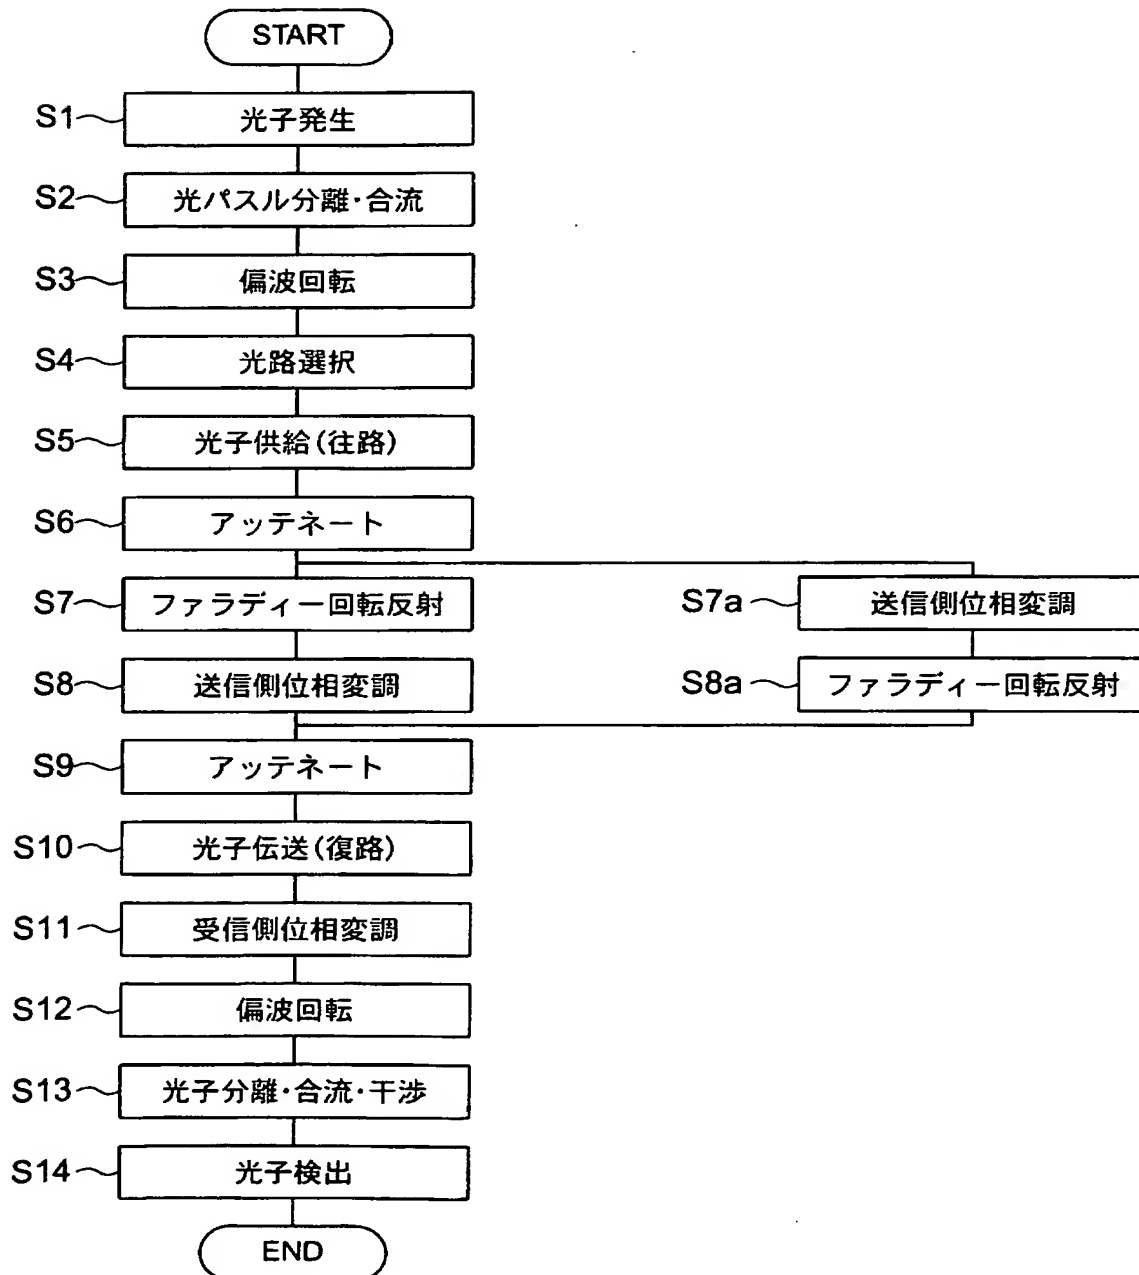 START
S1 光子発生
S2 光パスル分離・合流
S3 偏波回転
S4 光路選択
S5 光子供給(往路)
S6 アッテネート
S7 ファラディー回転反射
S7a 送信側位相変調
S8 送信側位相変調
S8a ファラディー回転反射
S9 アッテネート
S10 光子伝送(復路)
S11 受信側位相変調
S12 偏波回転
S13 光子分離・合流・干渉
S14 光子検出
END